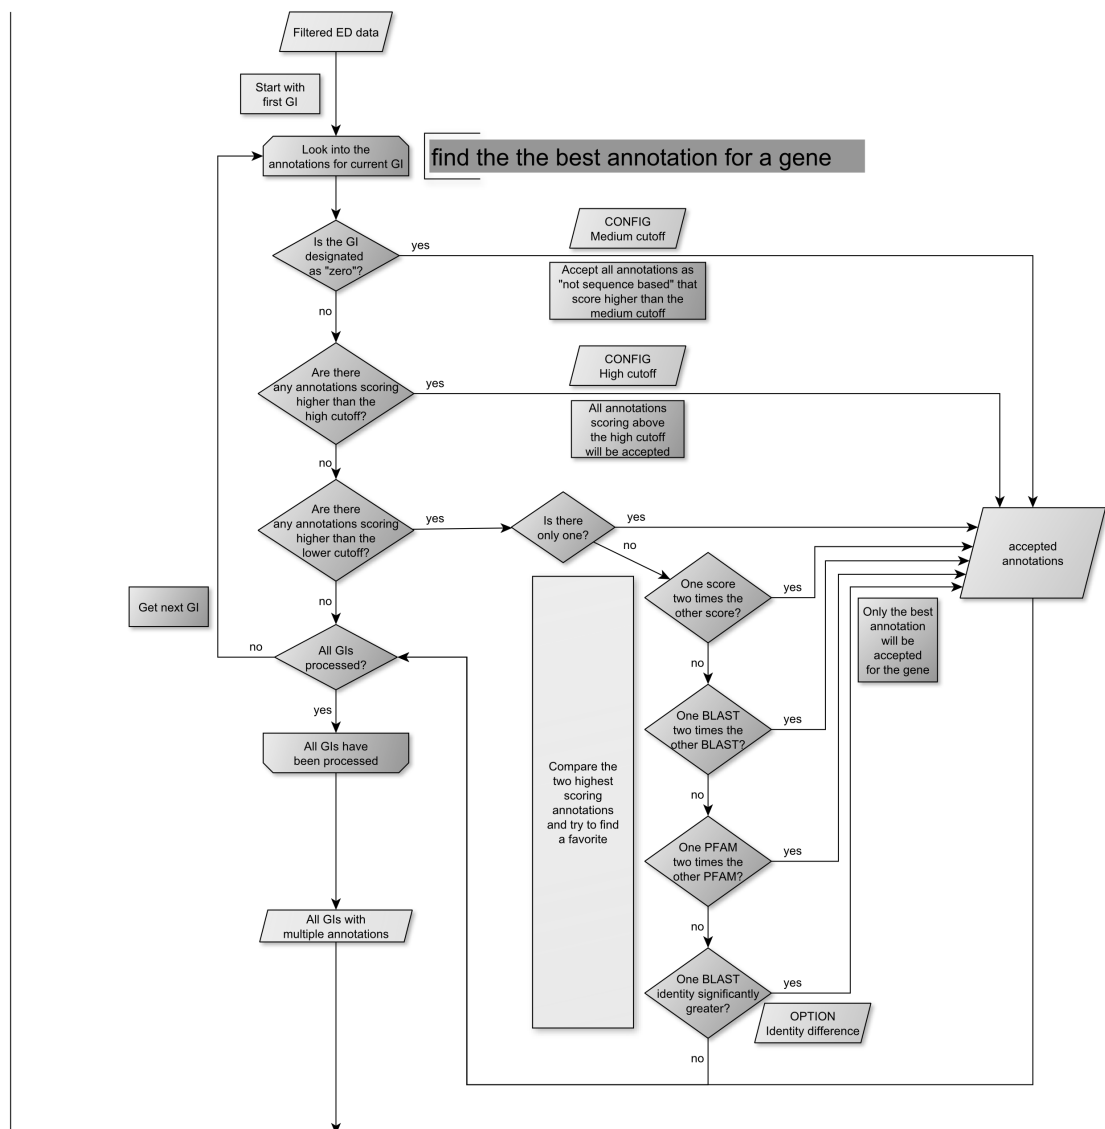 Filtered ED data
Start with
first GI
Look into the
annotations for current GI
find the the best annotation for a gene
Is the GI
designated
as "zero"?
yes
CONFIG
Medium cutoff
Accept all annotations as
"not sequence based" that
score higher than the
medium cutoff
no
Are there
any annotations scoring
higher than the
high cutoff?
yes
CONFIG
High cutoff
All annotations
scoring above
the high cutoff
will be accepted
no
Are there
any annotations scoring
higher than the
lower cutoff?
yes
Is there
only one?
yes
accepted
annotations
no
One score
two times the
other score?
yes
Only the best
annotation
will be
accepted
for the gene
no
Get next GI
no
All GIs
processed?
no
yes
One BLAST
two times the
other BLAST?
yes
All GIs have
been processed
Compare the
two highest
scoring
annotations
and try to find
a favorite
no
One PFAM
two times the
other PFAM?
yes
All GIs with
multiple annotations
no
One BLAST
identity significantly
greater?
yes
OPTION
Identity difference
no